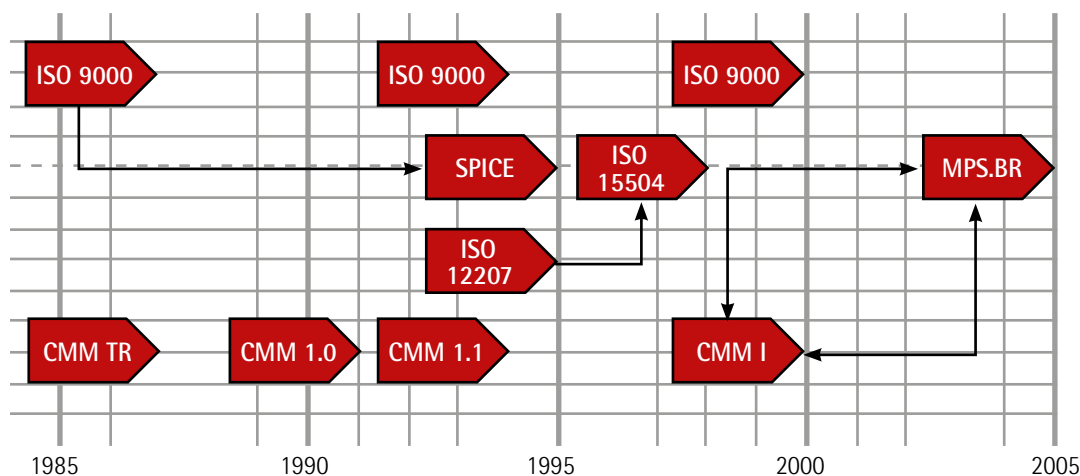 ISO 9000
ISO 9000
ISO 9000
SPICE
ISO
15504
MPS.BR
ISO
12207
CMM TR
CMM 1.0
CMM 1.1
CMM I
1985
1990
1995
2000
2005